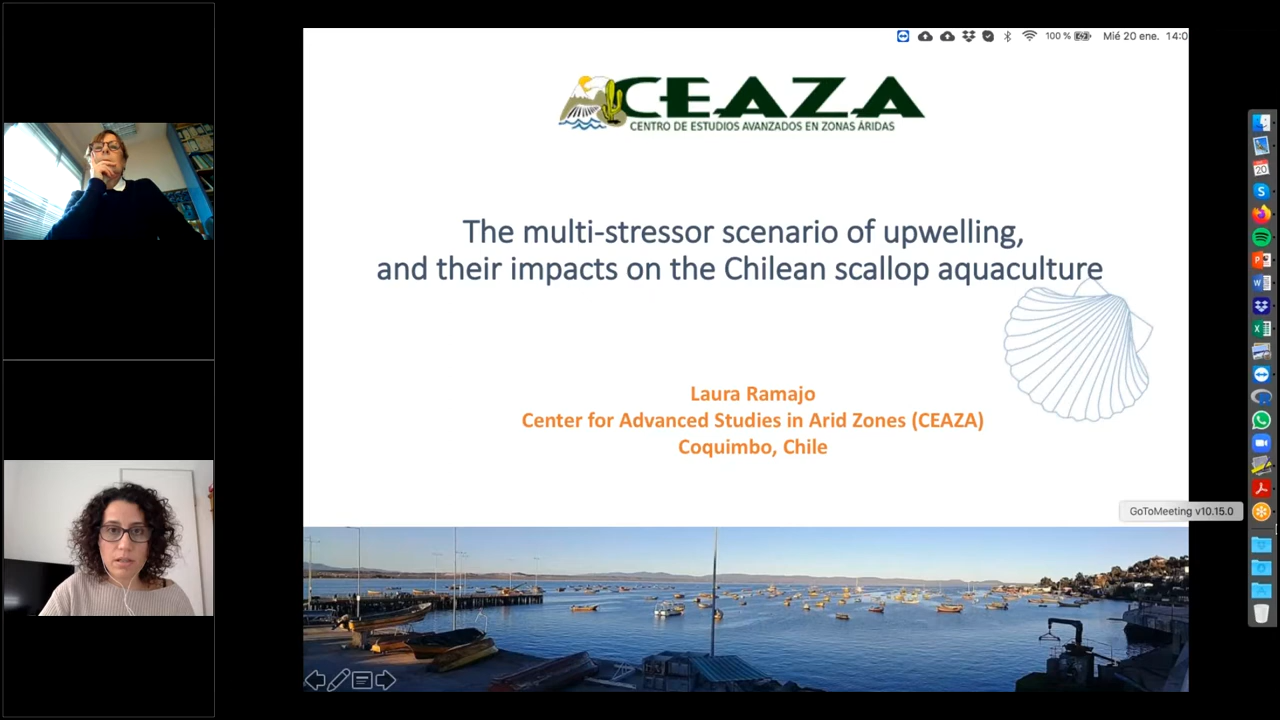 100 %
Mié 20 ene. 14:0
CEAZA
CENTRO DE ESTUDIOS AVANZADOS EN ZONAS ÁRIDAS
The multi-stressor scenario of upwelling,
and their impacts on the Chilean scallop aquaculture
Laura Ramajo
Center for Advanced Studies in Arid Zones (CEAZA)
Coquimbo, Chile
GoToMeeting v10.15.0
20